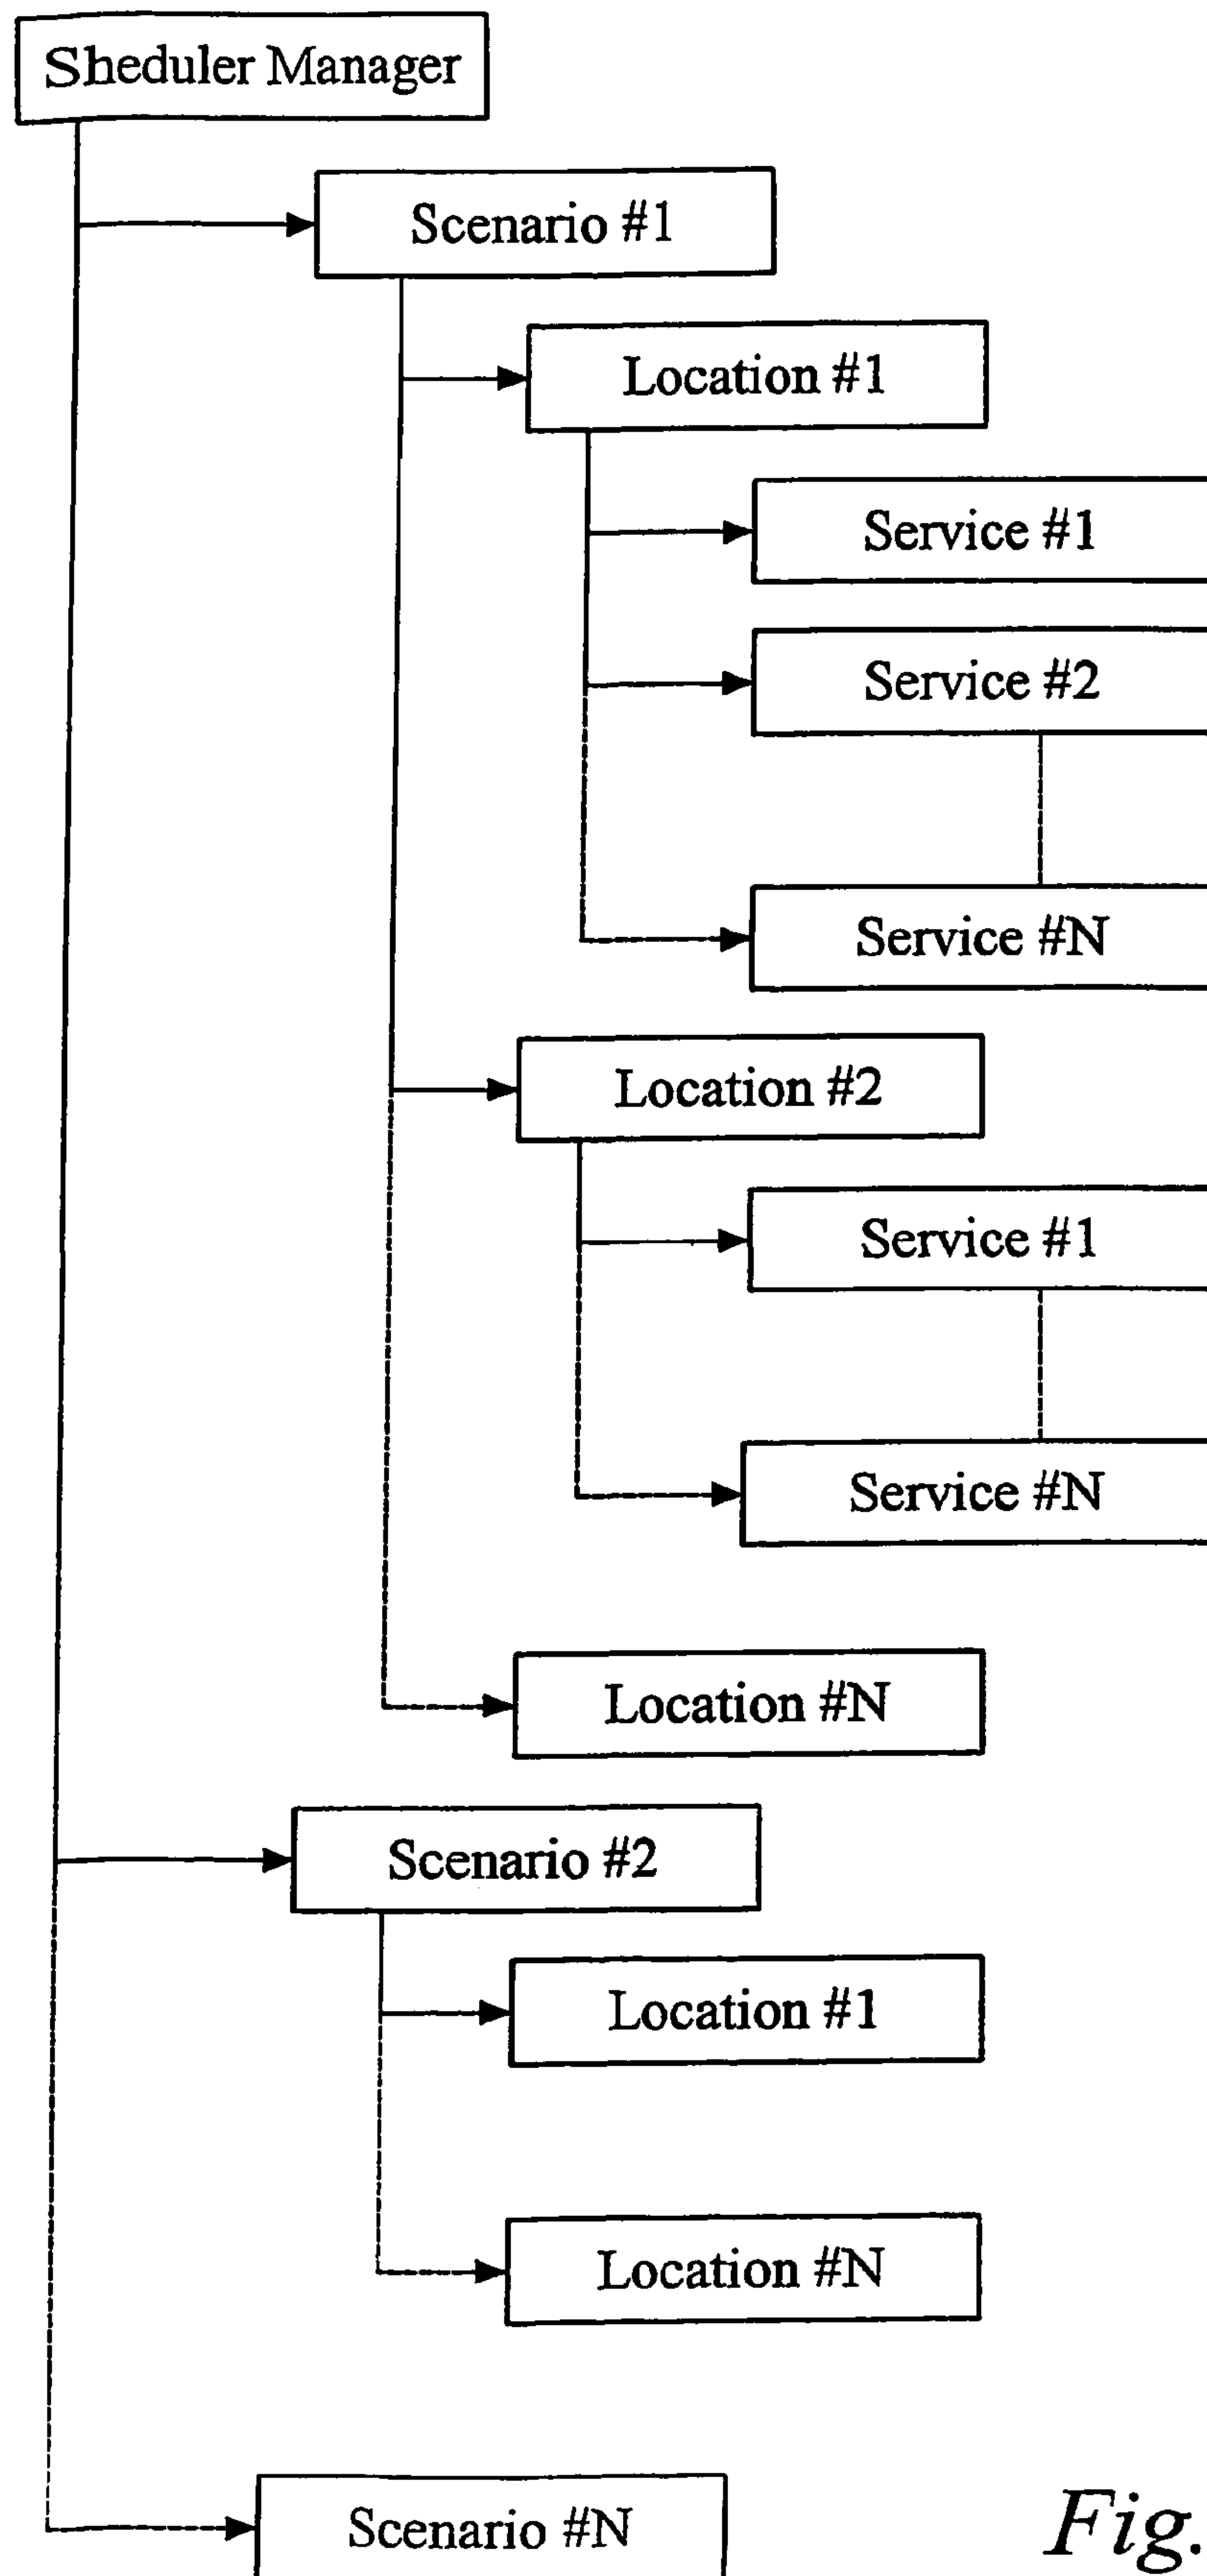 Sheduler Manager
Scenario #1
Location #1
Service #1
Service #2
Service #N
Location #2
Service #1
Service #N
Location #N
Scenario #2
Location #1
Location #N
Scenario #N
Fig.